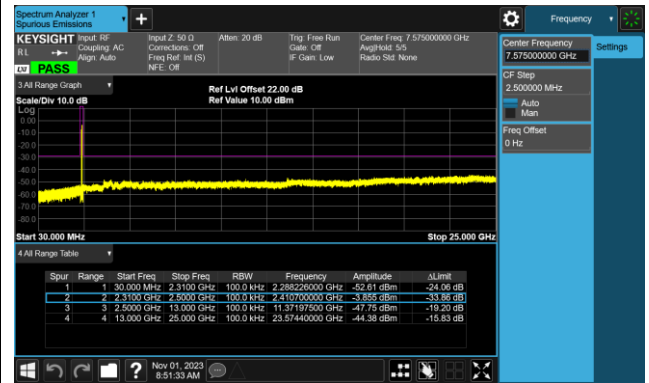 Spectrum Analyzer 1
Spurious Emissions
Frequency
KEYSIGHT
RL
Input: RF
Coupling: AC
Align: Auto
Input Z: 50 Ω
Corrections: Off
Freq Ref: Int (S)
NFE: Off
Atten: 20 dB
Trig: Free Run
Gate: Off
IF Gain: Low
Center Freq: 7.575000000 GHz
Avg|Hold: 5/5
Radio Std: None
LXI PASS
Center Frequency
7.575000000 GHz
Settings
CF Step
2.500000 MHz
Auto
Man
Freq Offset
0 Hz
3 All Range Graph
Scale/Div 10.0 dB
Ref Lvl Offset 22.00 dB
Ref Value 10.00 dBm
Log
0.00
-10.0
-20.0
-30.0
-40.0
-50.0
-60.0
-70.0
-80.0
Start 30.000 MHz Stop 25.000 GHz
4 All Range Table
Spur Range Start Freq Stop Freq RBW Frequency Amplitude ΔLimit
1 1 30.000 MHz 2.3100 GHz 100.0 kHz 2.288226000 GHz -52.61 dBm -24.06 dB
2 2 2.3100 GHz 2.5000 GHz 100.0 kHz 2.410700000 GHz -3.855 dBm -33.86 dB
3 3 2.5000 GHz 13.000 GHz 100.0 kHz 11.37197500 GHz -47.75 dBm -19.20 dB
4 4 13.000 GHz 25.000 GHz 100.0 kHz 23.57440000 GHz -44.38 dBm -15.83 dB
?
Nov 01, 2023
8:51:33 AM